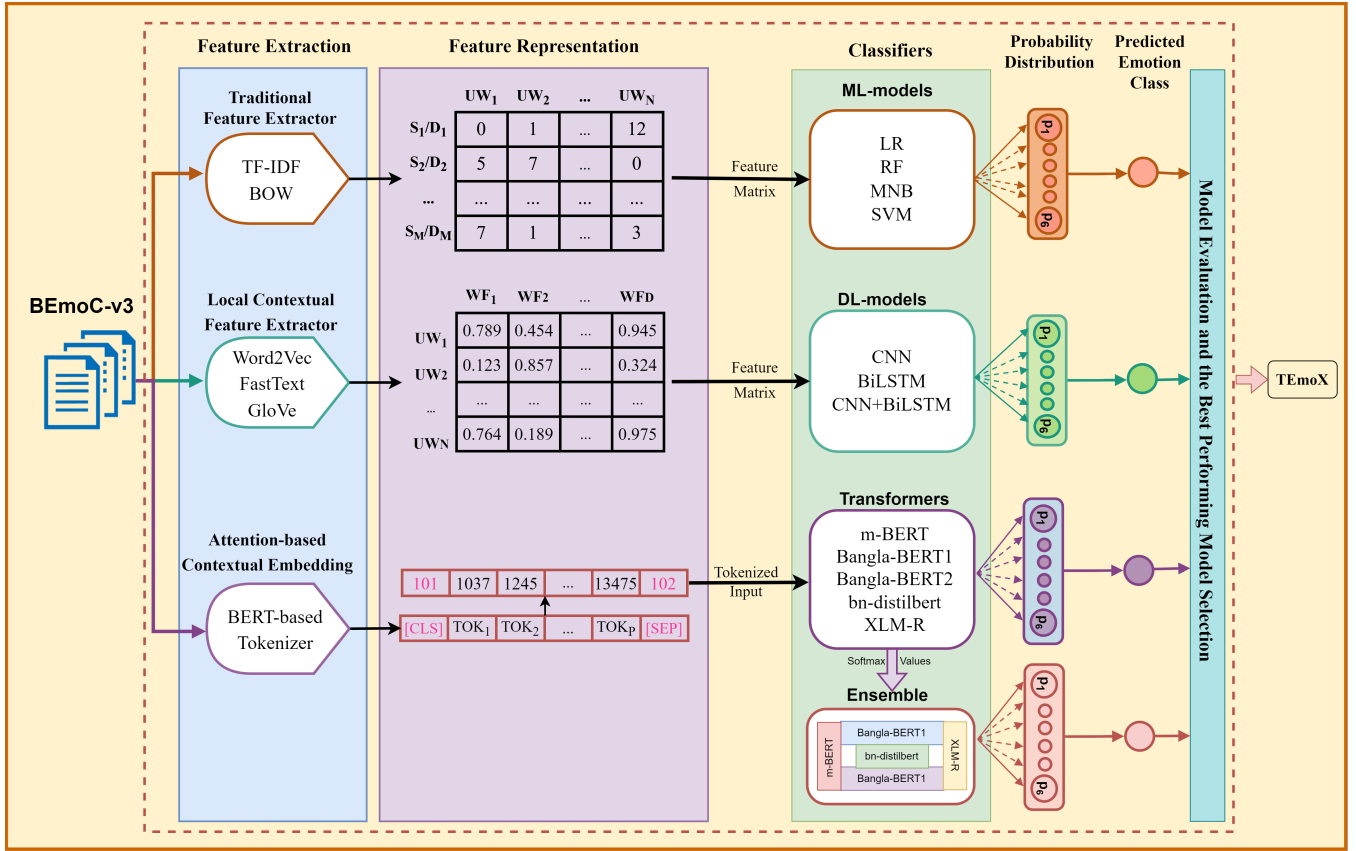 Feature Extraction
Feature Representation
Classifiers
Probability
Distribution
Predicted
Emotion
Class
BEmoC-v3
Traditional
Feature Extractor
TF-IDF
BOW
UW1 UW2 ... UWN
S1/D1 0 1 ... 12
S2/D2 5 7 ... 0
... ... ... ... ...
SM/DM 7 1 ... 3
Feature
Matrix
ML-models
LR
RF
MNB
SVM
p1
p6
Local Contextual
Feature Extractor
Word2Vec
FastText
GloVe
WF1 WF2 ... WFD
UW1 0.789 0.454 ... 0.945
UW2 0.123 0.857 ... 0.324
... ... ... ... ...
UWN 0.764 0.189 ... 0.975
Feature
Matrix
DL-models
CNN
BiLSTM
CNN+BiLSTM
p1
p6
Attention-based
Contextual Embedding
BERT-based
Tokenizer
101 1037 1245 ... 13475 102
[CLS] TOK1 TOK2 ... TOKP [SEP]
Tokenized
Input
Transformers
m-BERT
Bangla-BERT1
Bangla-BERT2
bn-distilbert
XLM-R
p1
p6
Softmax Values
Ensemble
m-BERT
Bangla-BERT1
bn-distilbert
Bangla-BERT1
XLM-R
p1
p6
Model Evaluation and the Best Performing Model Selection
TEmoX